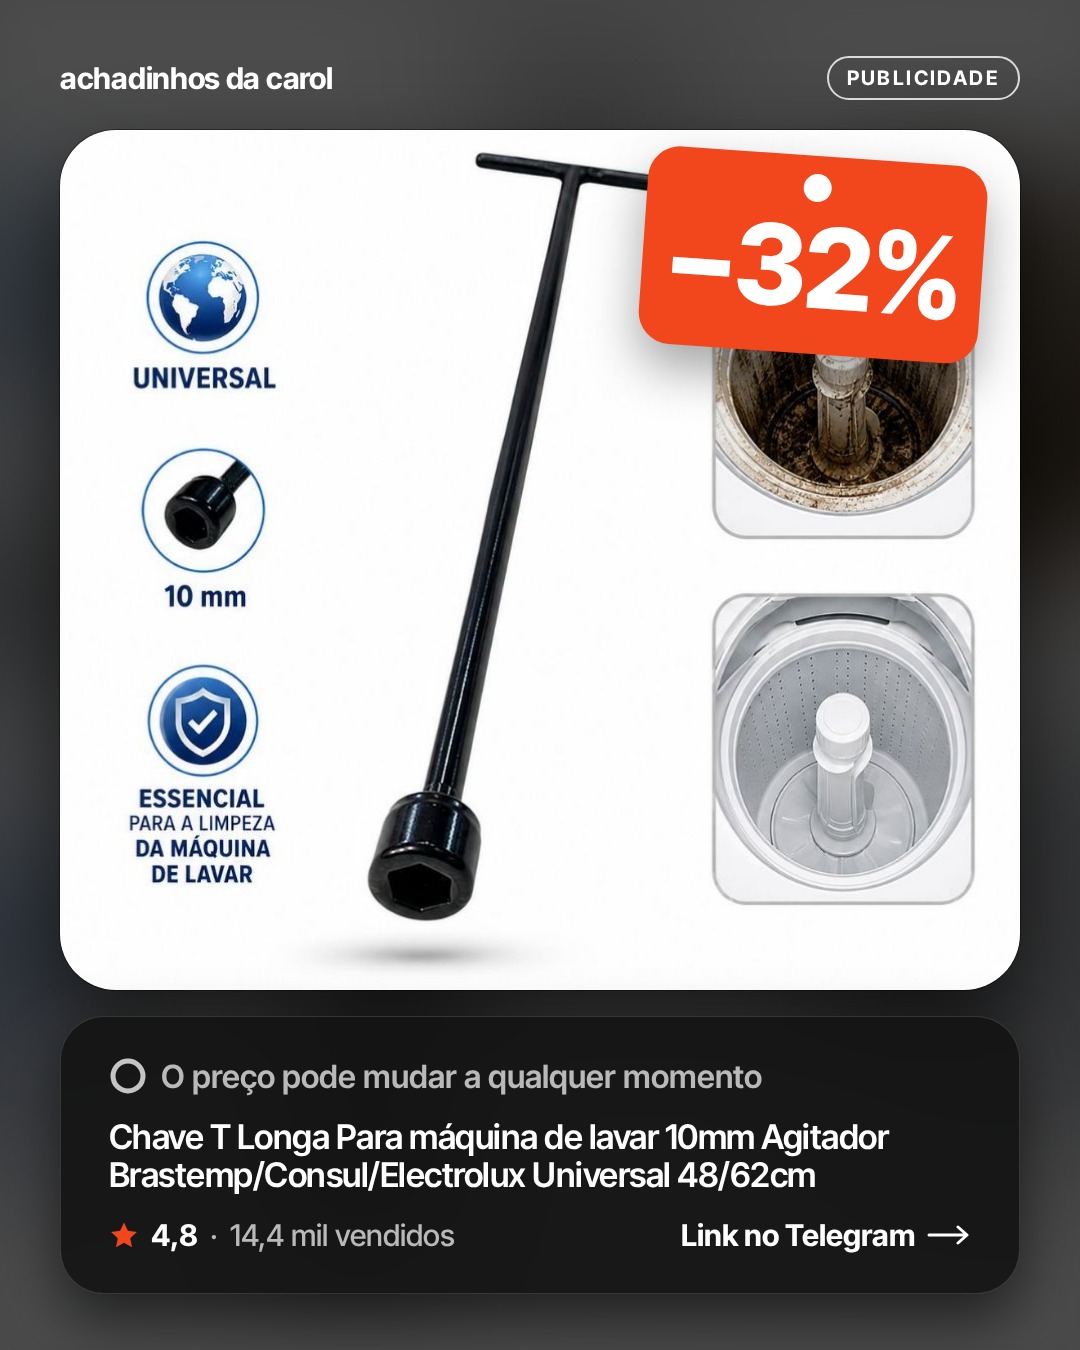 achadinhos da carol
PUBLICIDADE
-32%
UNIVERSAL
10 mm
ESSENCIAL
PARA A LIMPEZA
DA MÁQUINA
DE LAVAR
O preço pode mudar a qualquer momento
Chave T Longa Para máquina de lavar 10mm Agitador
Brastemp/Consul/Electrolux Universal 48/62cm
4,8 · 14,4 mil vendidos
Link no Telegram →